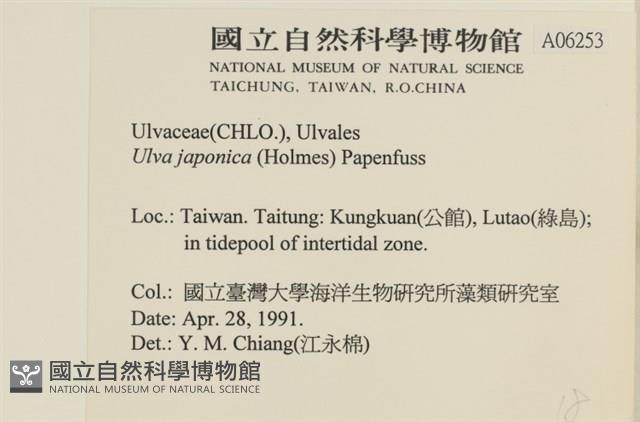 國立自然科學博物館 A06253
NATIONAL MUSEUM OF NATURAL SCIENCE
TAICHUNG, TAIWAN, R.O.CHINA
Ulvaceae(CHLO.), Ulvales
Ulva japonica (Holmes) Papenfuss
Loc.: Taiwan. Taitung: Kungkuan(公館), Lutao(綠島);
in tidepool of intertidal zone.
Col.: 國立臺灣大學海洋生物研究所藻類研究室
Date: Apr. 28, 1991.
Det.: Y. M. Chiang(江永棉)
國立自然科學博物館
NATIONAL MUSEUM OF NATURAL SCIENCE
18